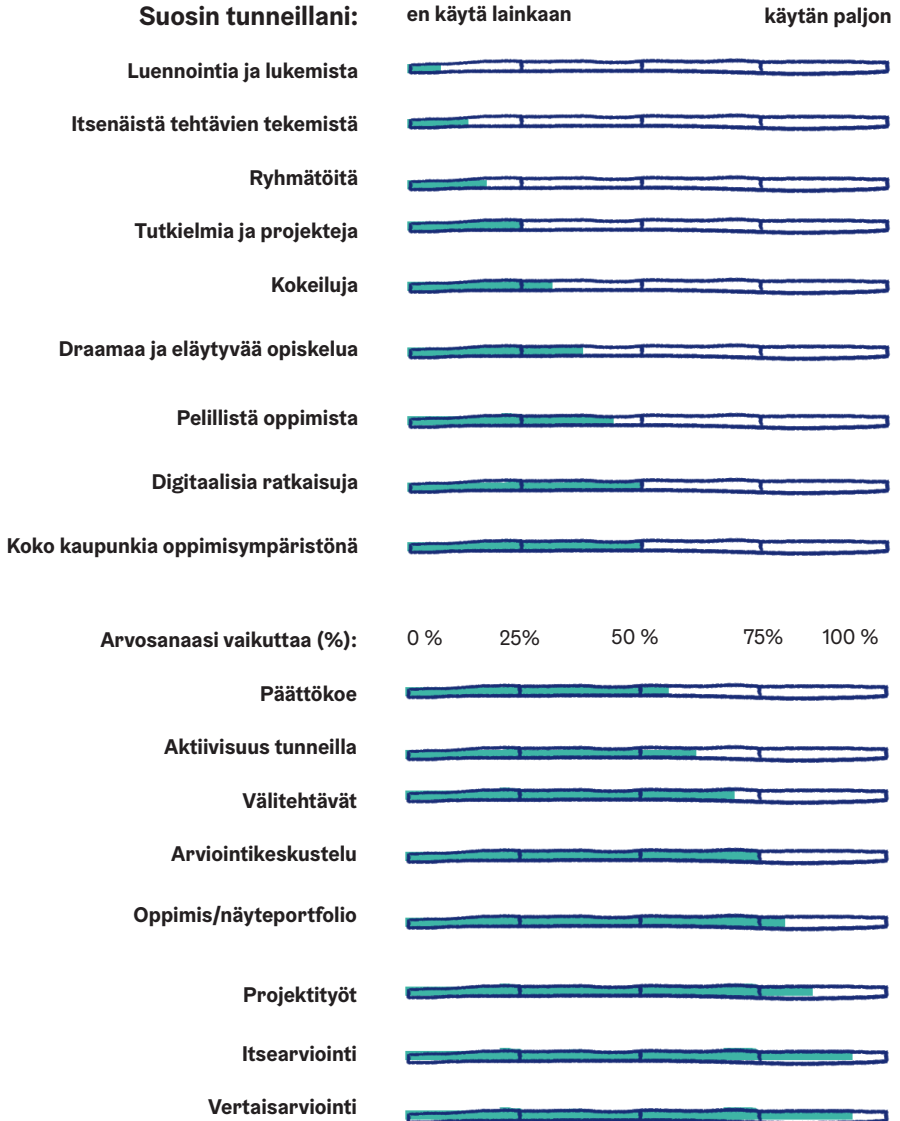 Suosin tunneillani: en käytä lainkaan käytän paljon
Luennointia ja lukemista
Itsenäistä tehtävien tekemistä
Ryhmätöitä
Tutkielmia ja projekteja
Kokeiluja
Draamaa ja eläytyvää opiskelua
Pelillistä oppimista
Digitaalisia ratkaisuja
Koko kaupunkia oppimisympäristönä
Arvosanaasi vaikuttaa (%): 0 % 25% 50 % 75% 100 %
Päättökoe
Aktiivisuus tunneilla
Välitehtävät
Arviointikeskustelu
Oppimis/näyteportfolio
Projektityöt
Itsearviointi
Vertaisarviointi